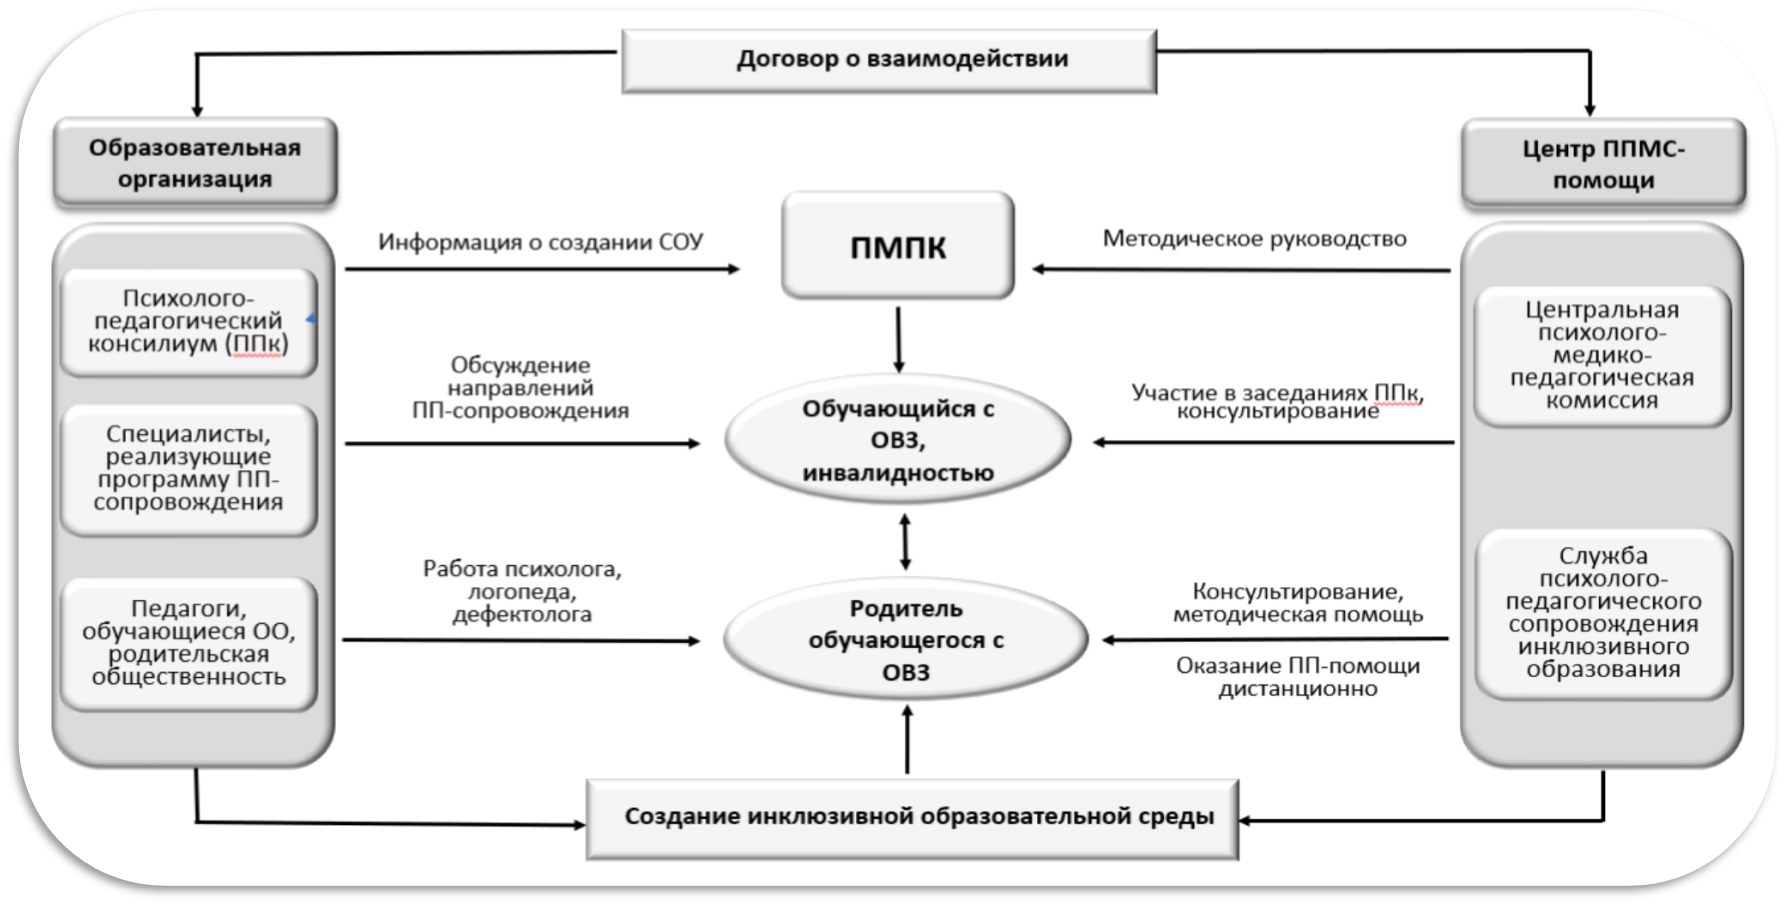 Договор о взаимодействии
Образовательная
организация
Центр ППМС-
помощи
ПМПК
Информация о создании СОУ
Методическое руководство
Психолого-
педагогический
консилиум (ППк)
Центральная
психолого-
медико-
педагогическая
комиссия
Обсуждение
направлений
ПП-сопровождения
Участие в заседаниях ППк,
консультирование
Обучающийся с
ОВЗ,
инвалидностью
Специалисты,
реализующие
программу ПП-
сопровождения
Работа психолога,
логопеда,
дефектолога
Служба
психолого-
педагогического
сопровождения
инклюзивного
образования
Педагоги,
обучающиеся ОО,
родительская
общественность
Родитель
обучающегося с
ОВЗ
Консультирование,
методическая помощь
Оказание ПП-помощи
дистанционно
Создание инклюзивной образовательной среды